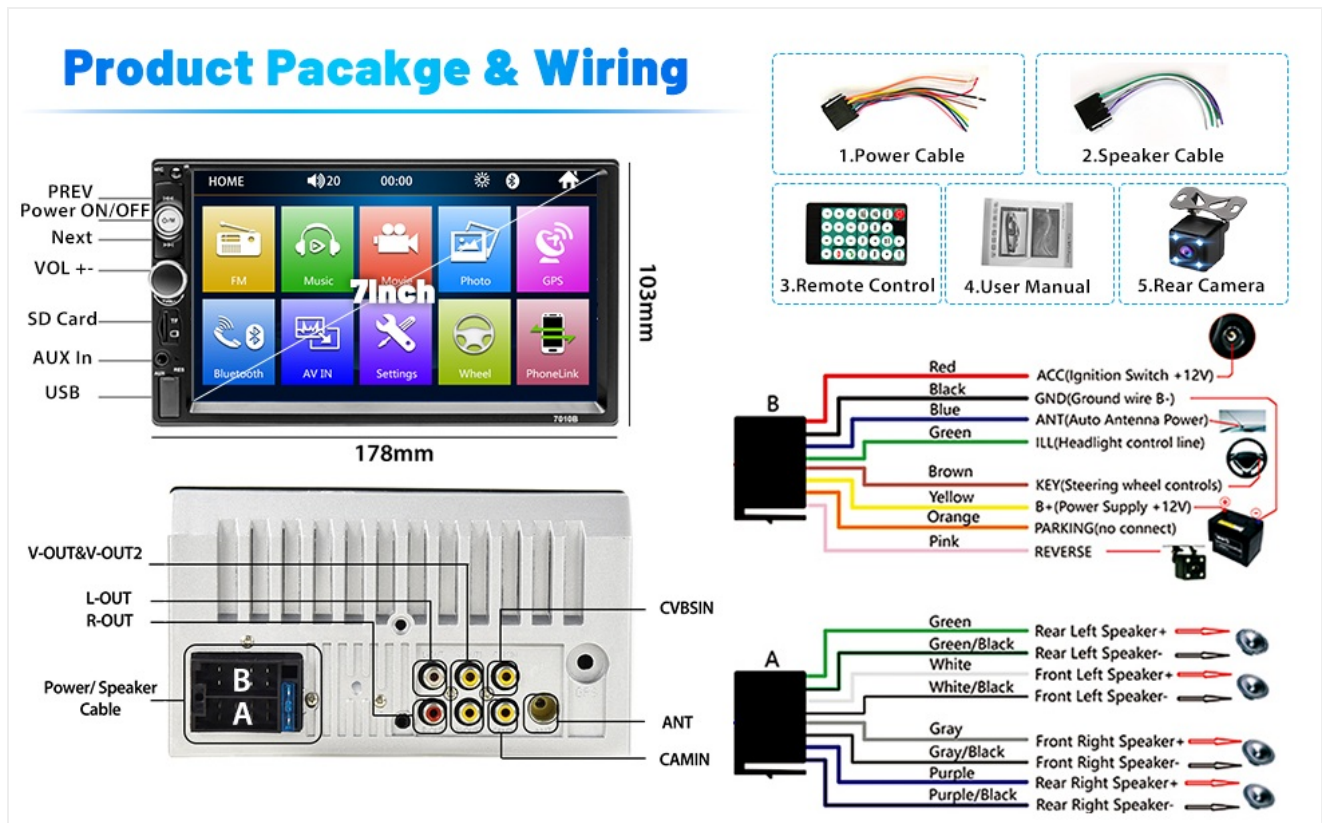 Product Pacakge & Wiring
1.Power Cable
2.Speaker Cable
3.Remote Control
4.User Manual
5.Rear Camera
PREV
Power ON/OFF
Next
VOL +-
SD Card
AUX In
USB
HOME
20
00:00
FM
Music
Movie
Photo
GPS
7Inch
Bluetooth
AV IN
Settings
Wheel
PhoneLink
TF
AUX
RES
7010B
103mm
178mm
V-OUT&V-OUT2
L-OUT
R-OUT
Power/ Speaker
Cable
B
A
GPS
CVBSIN
ANT
CAMIN
B
Red
ACC(Ignition Switch +12V)
Black
GND(Ground wire B-)
Blue
ANT(Auto Antenna Power)
Green
ILL(Headlight control line)
Brown
KEY(Steering wheel controls)
Yellow
B+(Power Supply +12V)
Orange
PARKING(no connect)
Pink
REVERSE
A
Green
Rear Left Speaker+
Green/Black
Rear Left Speaker-
White
Front Left Speaker+
White/Black
Front Left Speaker-
Gray
Front Right Speaker+
Gray/Black
Front Right Speaker-
Purple
Rear Right Speaker+
Purple/Black
Rear Right Speaker-